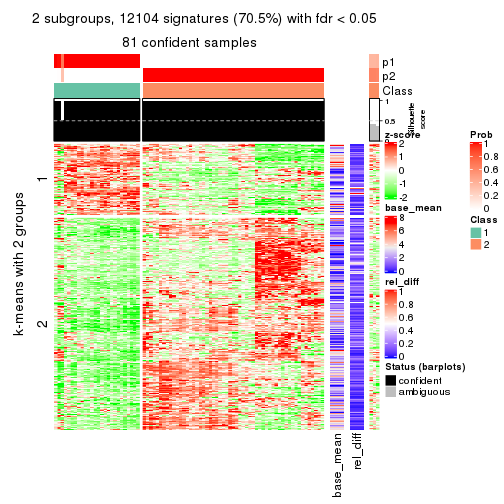 2 subgroups, 12104 signatures (70.5%) with fdr < 0.05
81 confident samples
p1
p2
Class
1
0.5
0
Silhouette
score
k-means with 2 groups
1
2
z-score
2
1
0
-1
-2
base_mean
8
6
4
2
0
rel_diff
1
0.8
0.6
0.4
0.2
0
Status (barplots)
confident
ambiguous
Prob
1
0.8
0.6
0.4
0.2
0
Class
1
2
base_mean
rel_diff